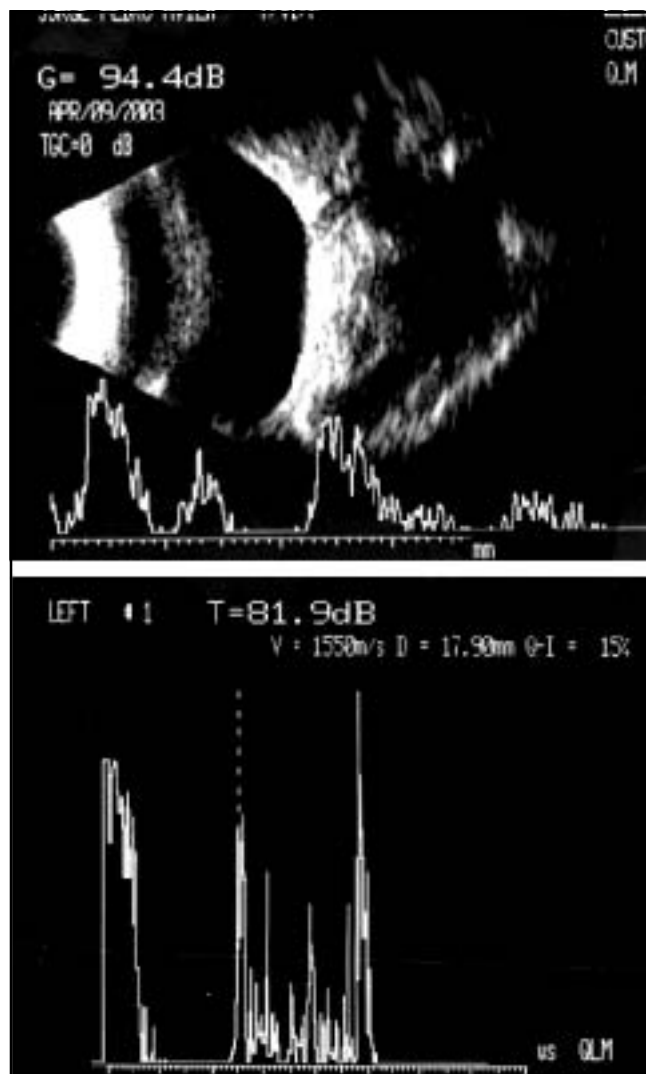 G= 94.4dB
APR/09/2003
TGC=0 dB
QLM
mm
LEFT #1 T=81.9dB
V = 1550m/s D = 17.90mm Q-I = 15%
us QLM